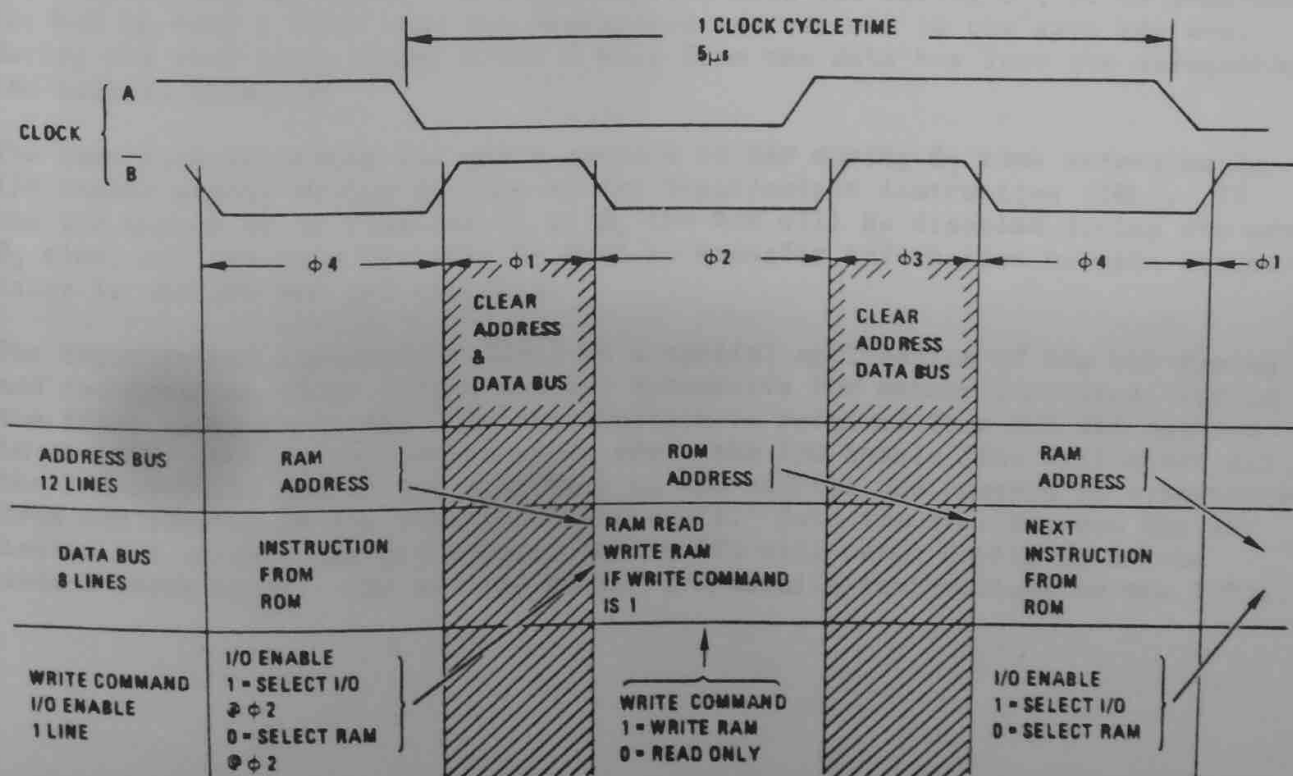 1 CLOCK CYCLE TIME
5µs
A
CLOCK
B
ϕ4
ϕ1
ϕ2
ϕ3
ϕ4
ϕ1
CLEAR
ADDRESS
&
DATA BUS
CLEAR
ADDRESS
DATA BUS
ADDRESS BUS
12 LINES
RAM
ADDRESS
ROM
ADDRESS
RAM
ADDRESS
DATA BUS
8 LINES
INSTRUCTION
FROM
ROM
RAM READ
WRITE RAM
IF WRITE COMMAND
IS 1
NEXT
INSTRUCTION
FROM
ROM
WRITE COMMAND
I/O ENABLE
1 LINE
I/O ENABLE
1 = SELECT I/O
@ ϕ 2
0 = SELECT RAM
@ ϕ 2
WRITE COMMAND
1 = WRITE RAM
0 = READ ONLY
I/O ENABLE
1 = SELECT I/O
0 = SELECT RAM